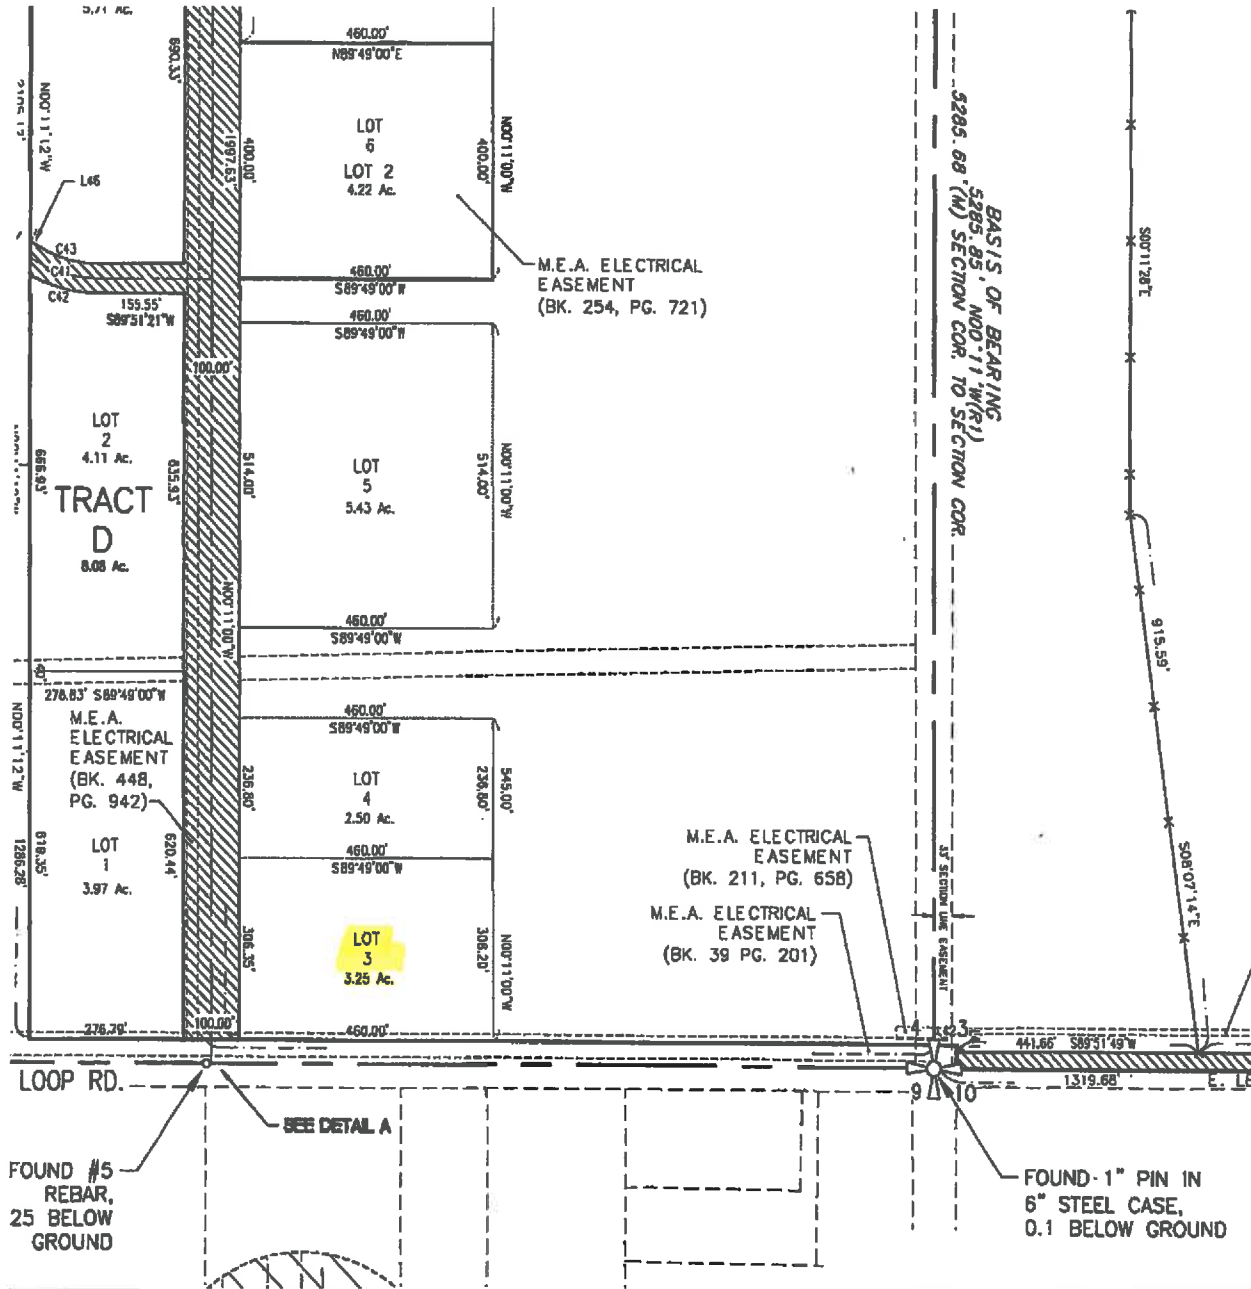 5.71 Ac.
690.33'
N00°11'12"W
L46
C43
C41
C42
155.55'
S89°51'21"W
460.00'
N89°49'00"E
1997.63'
400.00'
LOT
6
LOT 2
4.22 Ac.
400.00'
N00°11'00"W
460.00'
S89°49'00"W
M.E.A. ELECTRICAL
EASEMENT
(BK. 254, PG. 721)
BASIS OF BEARING
5285.85', N00°11'W(R1)
5285.68'(M) SECTION COR. TO SECTION COR.
S00°11'28"E
460.00'
S89°49'00"W
100.00'
LOT
2
4.11 Ac.
666.93'
635.93'
TRACT
D
8.08 Ac.
514.00'
LOT
5
5.43 Ac.
514.00'
N00°11'00"W
N00°11'00"W
460.00'
S89°49'00"W
915.59'
S08°07'14"E
40'
276.83' S89°49'00"W
M.E.A.
ELECTRICAL
EASEMENT
(BK. 448,
PG. 942)
N00°11'12"W
1286.28'
618.35'
620.44'
LOT
1
3.97 Ac.
460.00'
S89°49'00"W
236.80'
LOT
4
2.50 Ac.
236.80'
545.00'
460.00'
S89°49'00"W
306.35'
LOT
3
3.25 Ac.
308.20'
N00°11'00"W
M.E.A. ELECTRICAL
EASEMENT
(BK. 211, PG. 658)
M.E.A. ELECTRICAL
EASEMENT
(BK. 39 PG. 201)
33' SECTION LINE EASEMENT
276.79'
100.00'
460.00'
4 3
9 10
441.66' S89°51'49"W
1319.68'
LOOP RD.
SEE DETAIL A
FOUND #5
REBAR,
25 BELOW
GROUND
FOUND 1" PIN IN
6" STEEL CASE,
0.1 BELOW GROUND